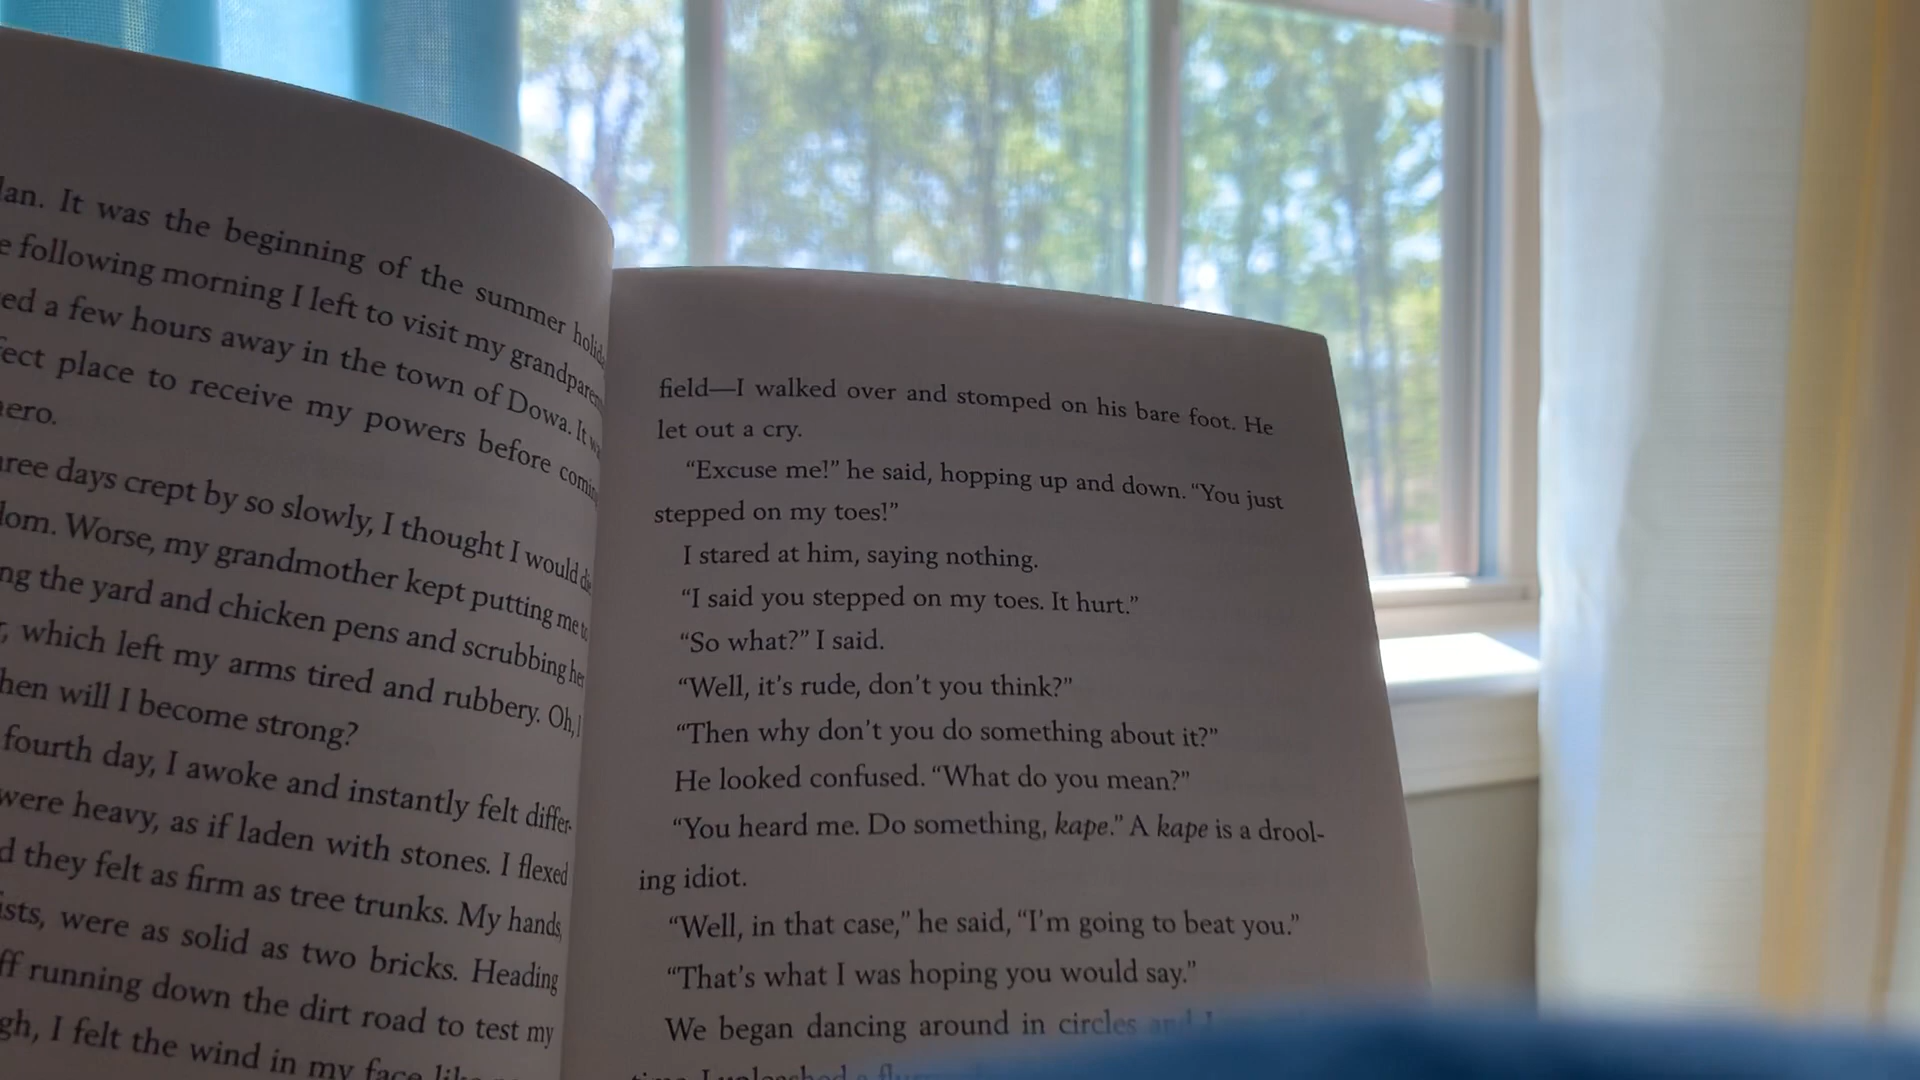 lan. It was the beginning of the summer
following morning I left to visit my
ed a few hours away in the town of Dowa. It
ect place to receive my powers before
ero.
ree days crept by so slowly, I thought I would
dom. Worse, my grandmother kept putting me
ng the yard and chicken pens and scrubbing her
, which left my arms tired and rubbery. Oh, I
hen will I become strong?
fourth day, I awoke and instantly felt differ-
were heavy, as if laden with stones. I flexed
d they felt as firm as tree trunks. My hands,
ists, were as solid as two bricks. Heading
ff running down the dirt road to test my
gh, I felt the wind in my face
field—I walked over and stomped on his bare foot. He
let out a cry.
“Excuse me!” he said, hopping up and down. “You just
stepped on my toes!”
I stared at him, saying nothing.
“I said you stepped on my toes. It hurt.”
“So what?” I said.
“Well, it’s rude, don’t you think?”
“Then why don’t you do something about it?”
He looked confused. “What do you mean?”
“You heard me. Do something, kape.” A kape is a drool-
ing idiot.
“Well, in that case,” he said, “I’m going to beat you.”
“That’s what I was hoping you would say.”
We began dancing around in circles and I